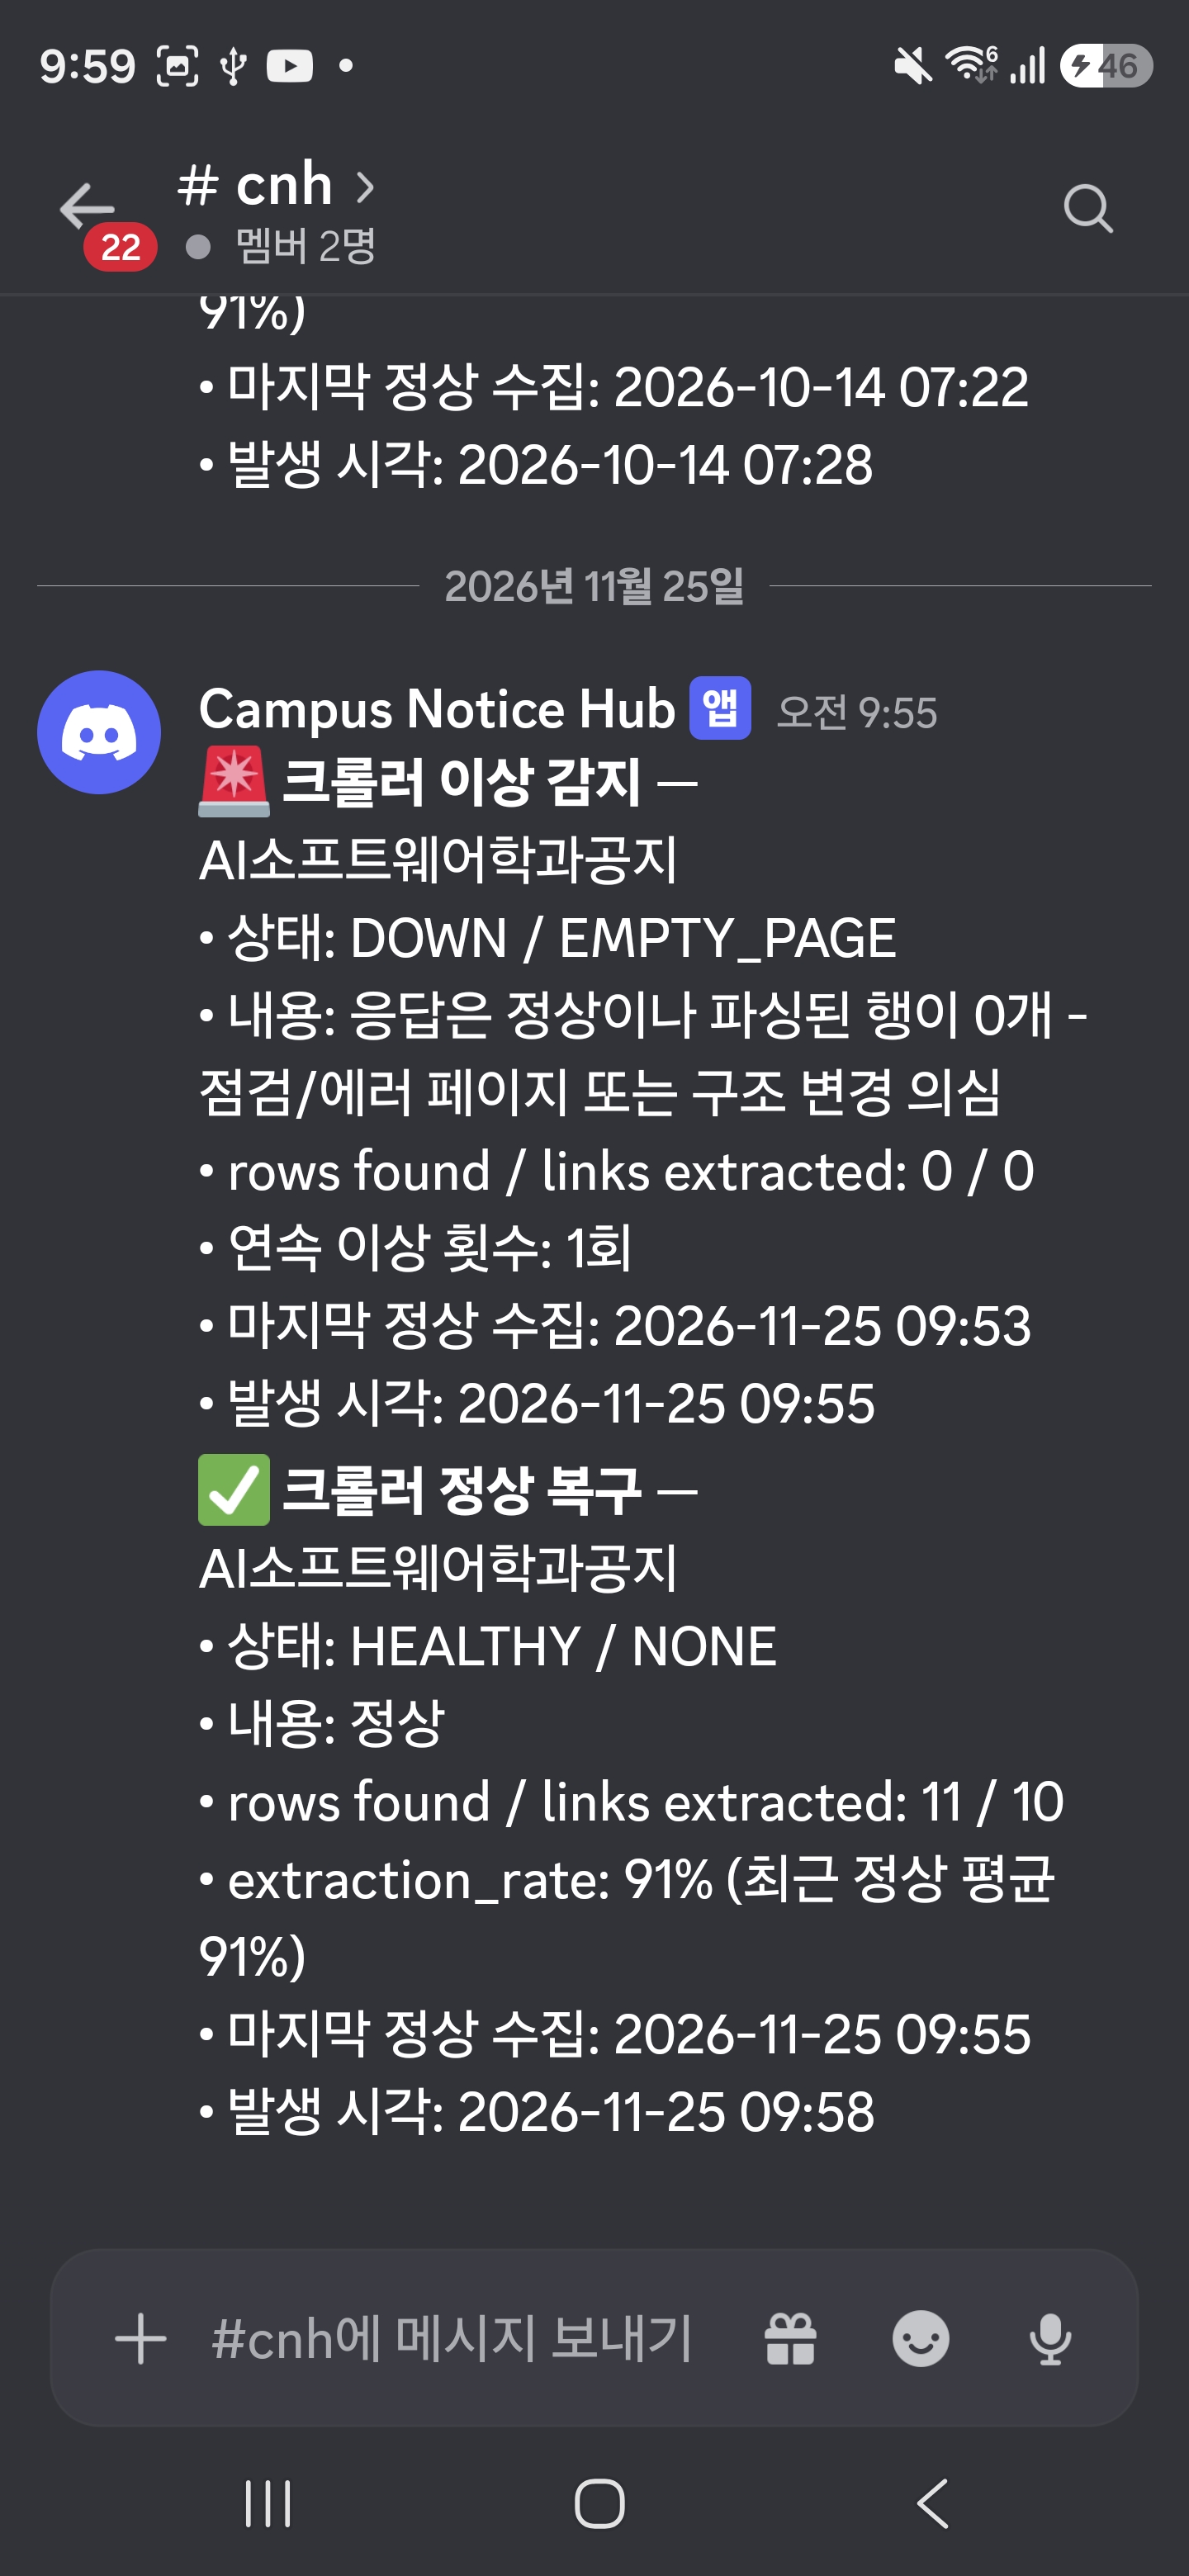 9:59
6
46
# cnh
22
멤버 2명
91%)
• 마지막 정상 수집: 2026-10-14 07:22
• 발생 시각: 2026-10-14 07:28
2026년 11월 25일
Campus Notice Hub 앱 오전 9:55
크롤러 이상 감지 —
AI소프트웨어학과공지
• 상태: DOWN / EMPTY_PAGE
• 내용: 응답은 정상이나 파싱된 행이 0개 -
점검/에러 페이지 또는 구조 변경 의심
• rows found / links extracted: 0 / 0
• 연속 이상 횟수: 1회
• 마지막 정상 수집: 2026-11-25 09:53
• 발생 시각: 2026-11-25 09:55
크롤러 정상 복구 —
AI소프트웨어학과공지
• 상태: HEALTHY / NONE
• 내용: 정상
• rows found / links extracted: 11 / 10
• extraction_rate: 91% (최근 정상 평균
91%)
• 마지막 정상 수집: 2026-11-25 09:55
• 발생 시각: 2026-11-25 09:58
#cnh에 메시지 보내기